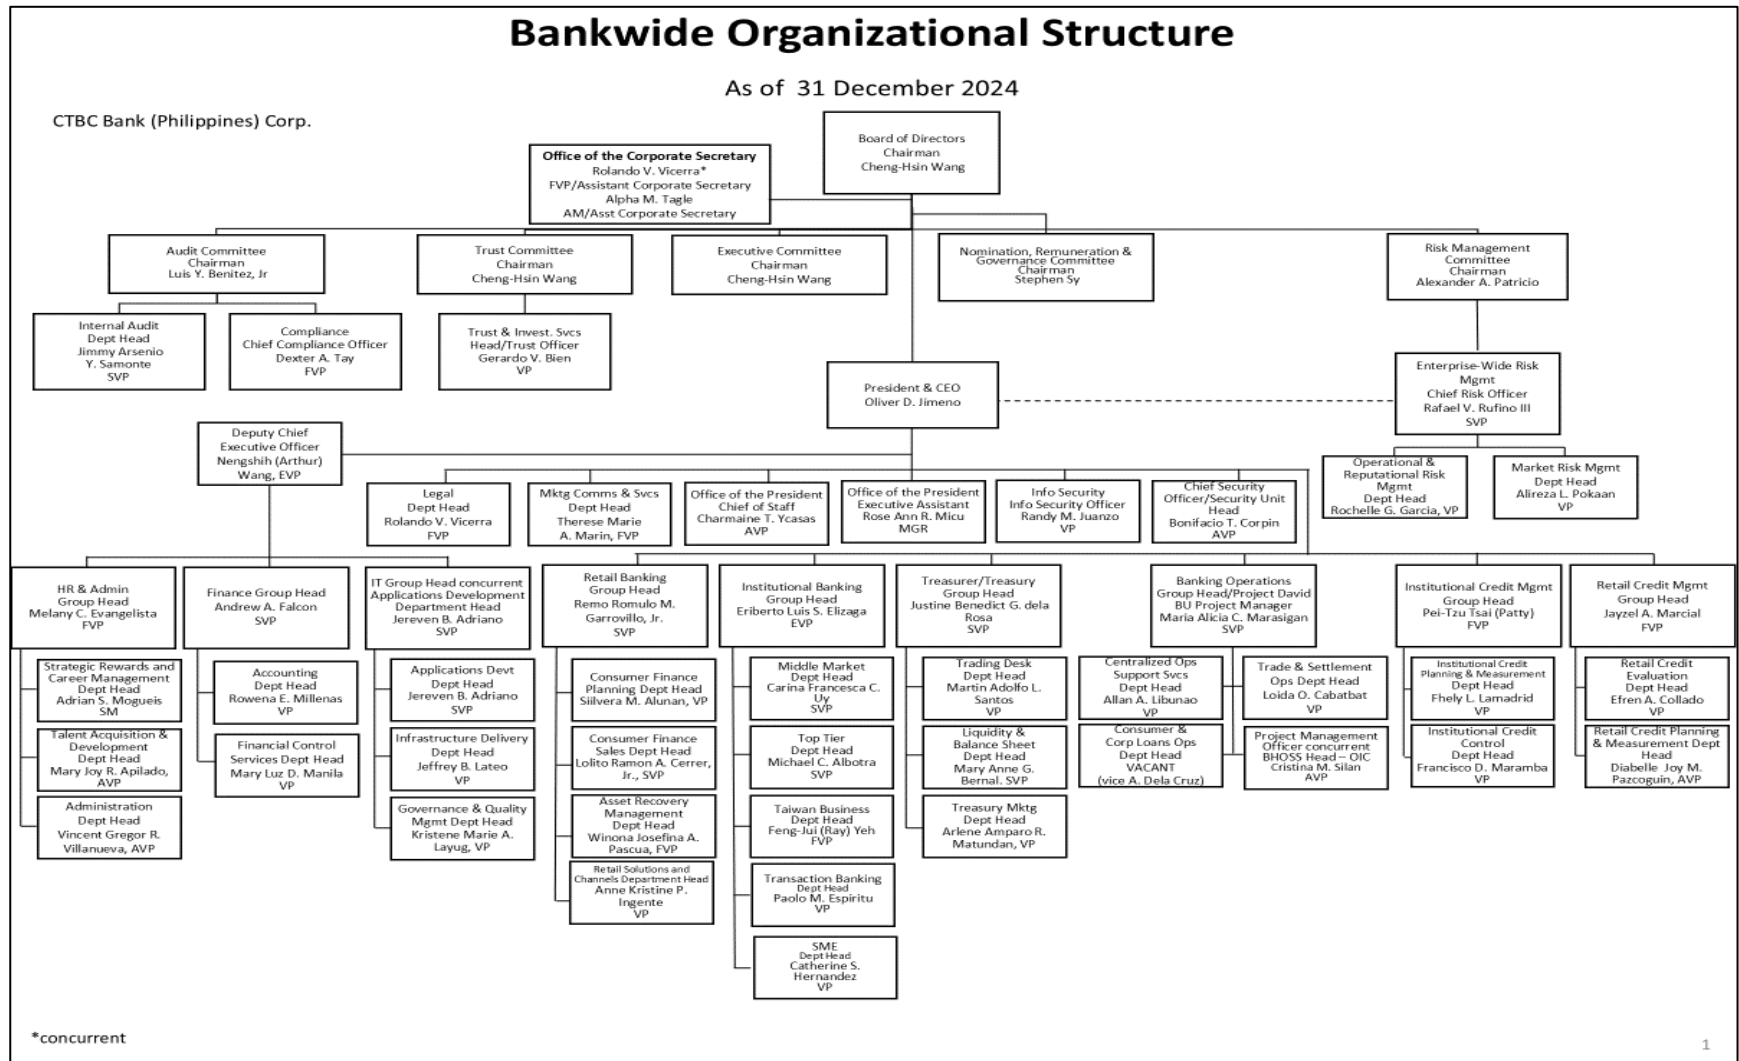 Bankwide Organizational Structure
As of 31 December 2024
CTBC Bank (Philippines) Corp.
Board of Directors
Chairman
Cheng-Hsin Wang
Office of the Corporate Secretary
Rolando V. Vicerra*
FVP/Assistant Corporate Secretary
Alpha M. Tagle
AM/Asst Corporate Secretary
Audit Committee
Chairman
Luis Y. Benitez, Jr
Trust Committee
Chairman
Cheng-Hsin Wang
Executive Committee
Chairman
Cheng-Hsin Wang
Nomination, Remuneration &
Governance Committee
Chairman
Stephen Sy
Risk Management
Committee
Chairman
Alexander A. Patricio
Internal Audit
Dept Head
Jimmy Arsenio
Y. Samonte
SVP
Compliance
Chief Compliance Officer
Dexter A. Tay
FVP
Trust & Invest. Svcs
Head/Trust Officer
Gerardo V. Bien
VP
President & CEO
Oliver D. Jimeno
Enterprise-Wide Risk
Mgmt
Chief Risk Officer
Rafael V. Rufino III
SVP
Deputy Chief
Executive Officer
Nengshih (Arthur)
Wang, EVP
Operational &
Reputational Risk
Mgmt
Dept Head
Rochelle G. Garcia, VP
Market Risk Mgmt
Dept Head
Alireza L. Pokaan
VP
Legal
Dept Head
Rolando V. Vicerra
FVP
Mktg Comms & Svcs
Dept Head
Therese Marie
A. Marin, FVP
Office of the President
Chief of Staff
Charmaine T. Ycasas
AVP
Office of the President
Executive Assistant
Rose Ann R. Micu
MGR
Info Security
Info Security Officer
Randy M. Juanzo
VP
Chief Security
Officer/Security Unit
Head
Bonifacio T. Corpin
AVP
HR & Admin
Group Head
Melany C. Evangelista
FVP
Finance Group Head
Andrew A. Falcon
SVP
IT Group Head concurrent
Applications Development
Department Head
Jereven B. Adriano
SVP
Retail Banking
Group Head
Remo Romulo M.
Garrovillo, Jr.
SVP
Institutional Banking
Group Head
Eriberto Luis S. Elizaga
EVP
Treasurer/Treasury
Group Head
Justine Benedict G. dela
Rosa
SVP
Banking Operations
Group Head/Project David
BU Project Manager
Maria Alicia C. Marasigan
SVP
Institutional Credit Mgmt
Group Head
Pei-Tzu Tsai (Patty)
FVP
Retail Credit Mgmt
Group Head
Jayzel A. Marcial
FVP
Strategic Rewards and
Career Management
Dept Head
Adrian S. Mogueis
SM
Talent Acquisition &
Development
Dept Head
Mary Joy R. Apilado,
AVP
Administration
Dept Head
Vincent Gregor R.
Villanueva, AVP
Accounting
Dept Head
Rowena E. Millenas
VP
Financial Control
Services Dept Head
Mary Luz D. Manila
VP
Applications Devt
Dept Head
Jereven B. Adriano
SVP
Infrastructure Delivery
Dept Head
Jeffrey B. Lateo
VP
Governance & Quality
Mgmt Dept Head
Kristene Marie A.
Layug, VP
Consumer Finance
Planning Dept Head
Siilvera M. Alunan, VP
Consumer Finance
Sales Dept Head
Lolito Ramon A. Cerrer,
Jr., SVP
Asset Recovery
Management
Dept Head
Winona Josefina A.
Pascua, FVP
Retail Solutions and
Channels Department Head
Anne Kristine P.
Ingente
VP
Middle Market
Dept Head
Carina Francesca C.
Uy
SVP
Top Tier
Dept Head
Michael C. Albotra
SVP
Taiwan Business
Dept Head
Feng-Jui (Ray) Yeh
FVP
Transaction Banking
Dept Head
Paolo M. Espiritu
VP
SME
Dept Head
Catherine S.
Hernandez
VP
Trading Desk
Dept Head
Martin Adolfo L.
Santos
VP
Liquidity &
Balance Sheet
Dept Head
Mary Anne G.
Bernal. SVP
Treasury Mktg
Dept Head
Arlene Amparo R.
Matundan, VP
Centralized Ops
Support Svcs
Dept Head
Allan A. Libunao
VP
Consumer &
Corp Loans Ops
Dept Head
VACANT
(vice A. Dela Cruz)
Trade & Settlement
Ops Dept Head
Loida O. Cabatbat
VP
Project Management
Officer concurrent
BHOSS Head – OIC
Cristina M. Silan
AVP
Institutional Credit
Planning & Measurement
Dept Head
Fhely L. Lamadrid
VP
Institutional Credit
Control
Dept Head
Francisco D. Maramba
VP
Retail Credit
Evaluation
Dept Head
Efren A. Collado
VP
Retail Credit Planning
& Measurement Dept
Head
Diabelle Joy M.
Pazcoguin, AVP
*concurrent
1